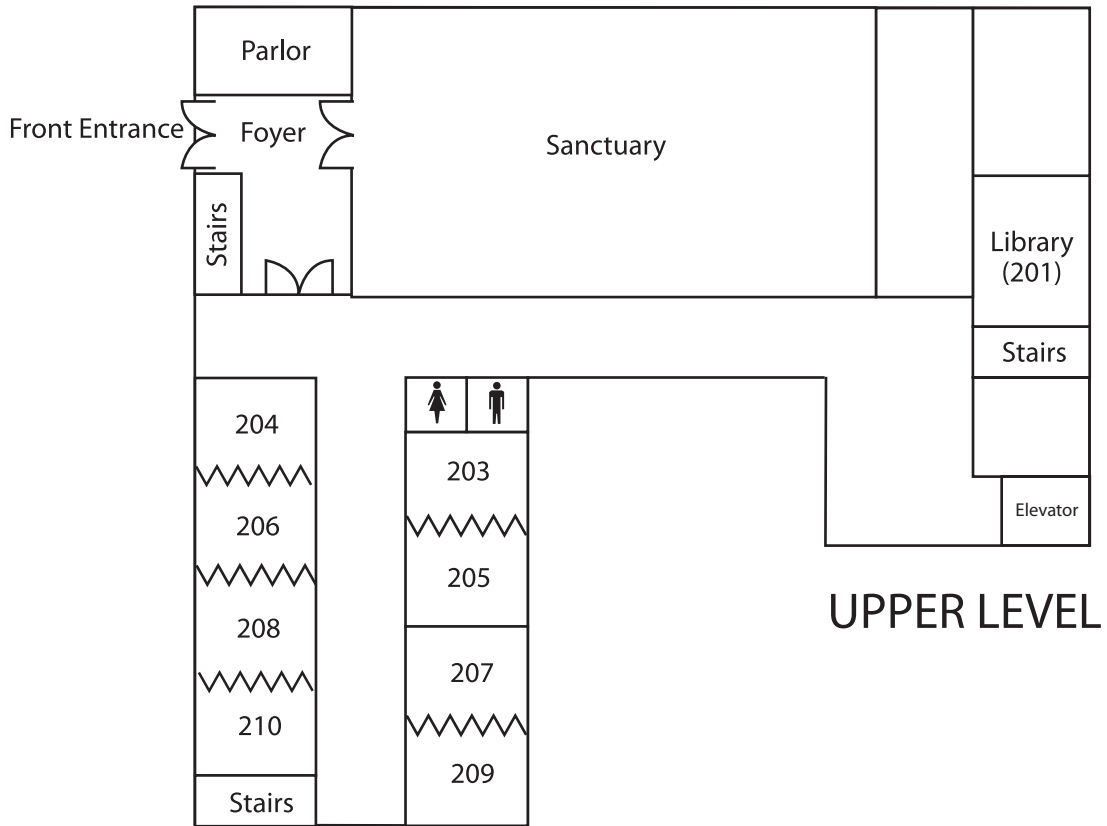 Parlor
Front Entrance
Foyer
Sanctuary
Stairs
Library
(201)
Stairs
204
203
206
Elevator
205
UPPER LEVEL
208
207
210
209
Stairs